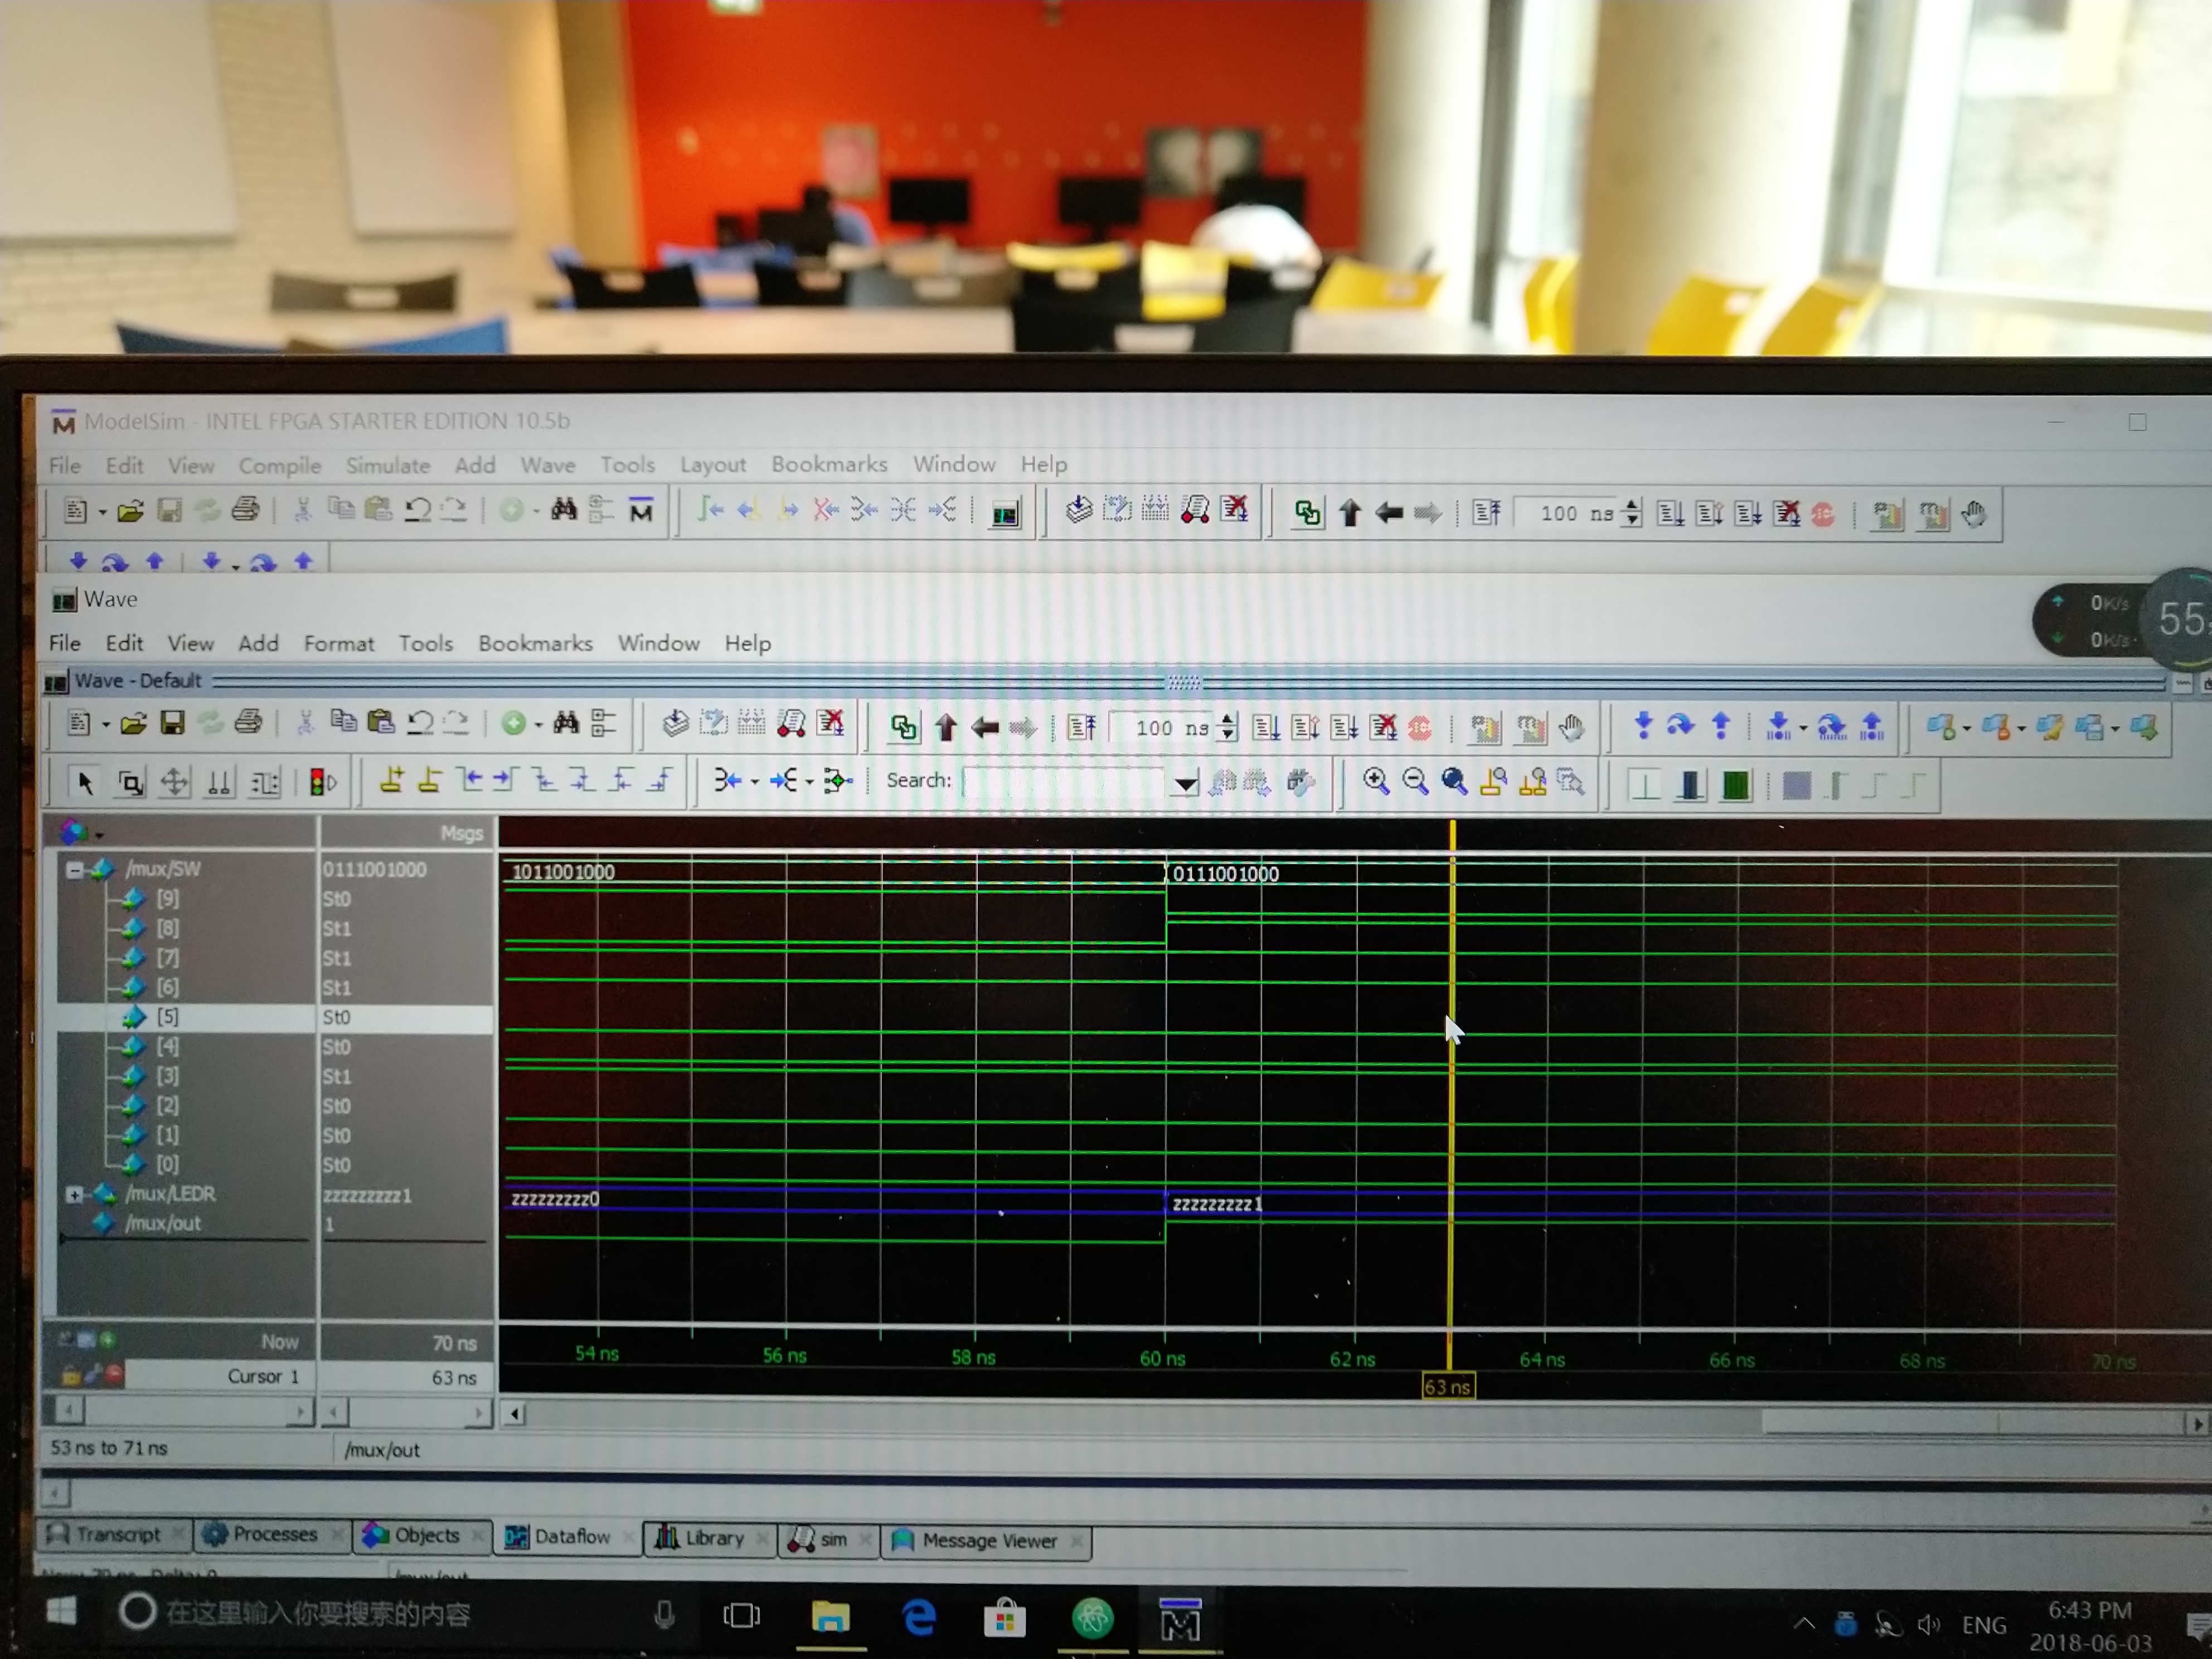 ModelSim - INTEL FPGA STARTER EDITION 10.5b
File Edit View Compile Simulate Add Wave Tools Layout Bookmarks Window Help
100 ns
Wave
0K/s
0K/s
55
File Edit View Add Format Tools Bookmarks Window Help
Wave - Default
100 ns
Search:
Msgs
/mux/SW 0111001000 1011001000 0111001000
[9] St0
[8] St1
[7] St1
[6] St1
[5] St0
[4] St0
[3] St1
[2] St0
[1] St0
[0] St0
/mux/LEDR zzzzzzzzz1 zzzzzzzzz0 zzzzzzzzz1
/mux/out 1
Now 70 ns 54 ns 56 ns 58 ns 60 ns 62 ns 64 ns 66 ns 68 ns 70 ns
Cursor 1 63 ns 63 ns
53 ns to 71 ns /mux/out
Transcript Processes Objects Dataflow Library sim Message Viewer
在这里输入你要搜索的内容
ENG
6:43 PM
2018-06-03